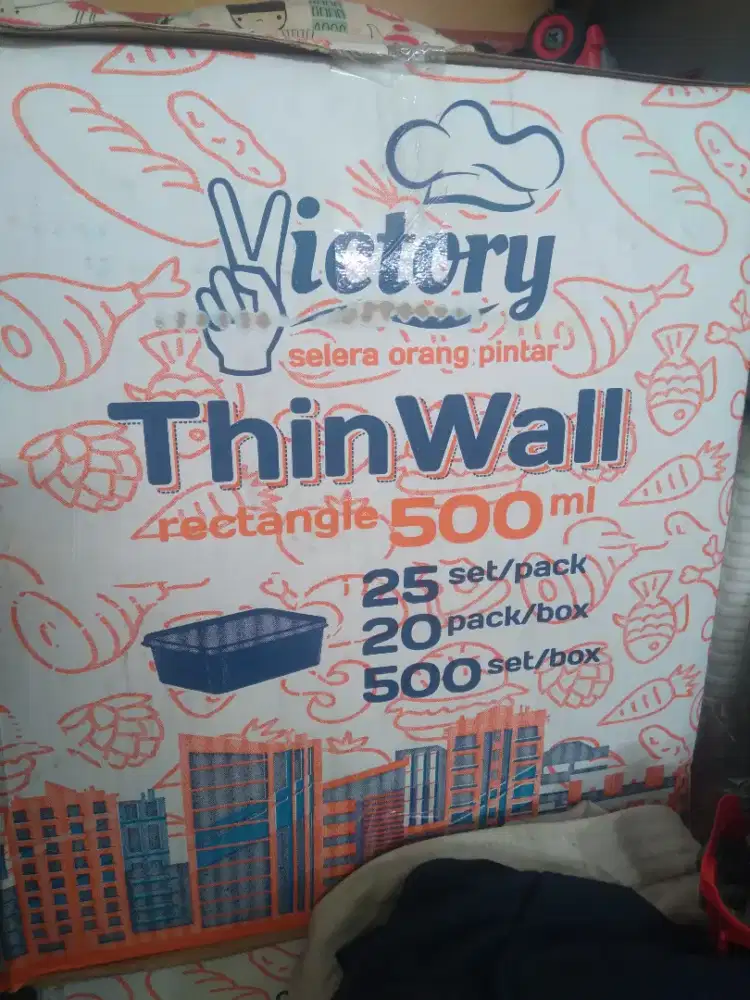 Victory
selera orang pintar
ThinWall
rectangle 500 ml
25 set/pack
20 pack/box
500 set/box